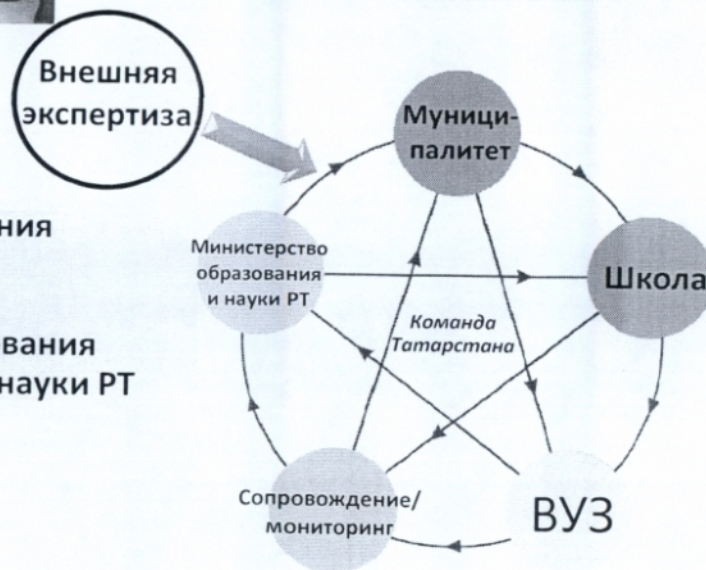 Внешняя
экспертиза
Муници-
палитет
ния
Министерство
образования
и науки РТ
Школа
Команда
Татарстана
вания
науки РТ
Сопровождение/
мониторинг
ВУЗ